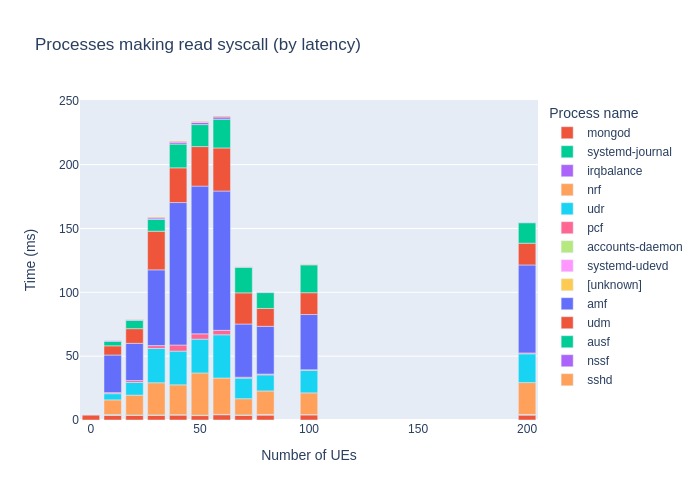 Processes making read syscall (by latency)
250
200
150
100
50
0
Time (ms)
0
50
100
150
200
Number of UEs
Process name
mongod
systemd-journal
irqbalance
nrf
udr
pcf
accounts-daemon
systemd-udevd
[unknown]
amf
udm
ausf
nssf
sshd